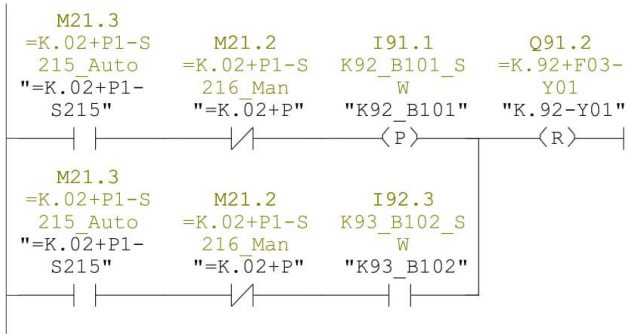 M21.3
=K.02+P1-S
215_Auto
"=K.02+P1-
S215"
M21.2
=K.02+P1-S
216_Man
"=K.02+P"
I91.1
K92_B101_S
W
"K92_B101"
(P)
Q91.2
=K.92+F03-
Y01
"K.92-Y01"
(R)
M21.3
=K.02+P1-S
215_Auto
"=K.02+P1-
S215"
M21.2
=K.02+P1-S
216_Man
"=K.02+P"
I92.3
K93_B102_S
W
"K93_B102"